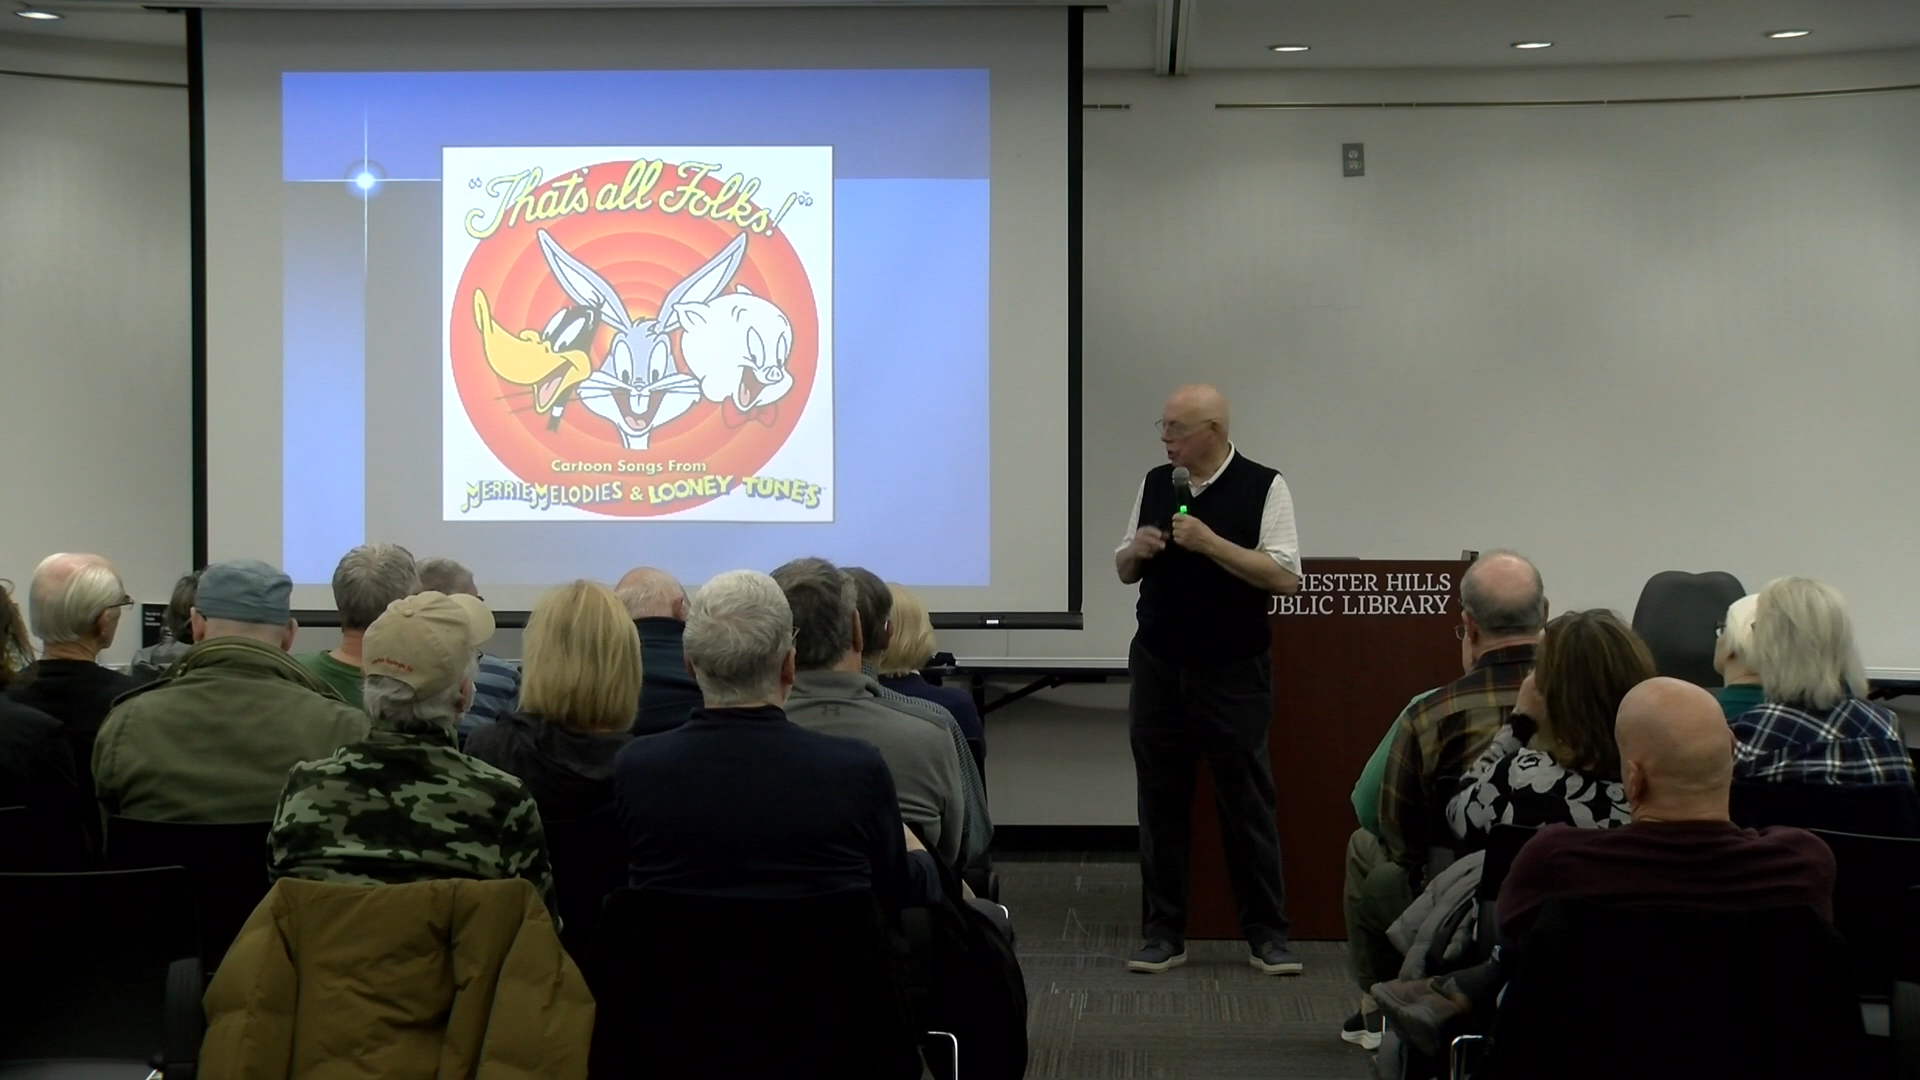 "That's all Folks!"
Cartoon Songs From
MERRIE MELODIES & LOONEY TUNES
HESTER HILLS
UBLIC LIBRARY